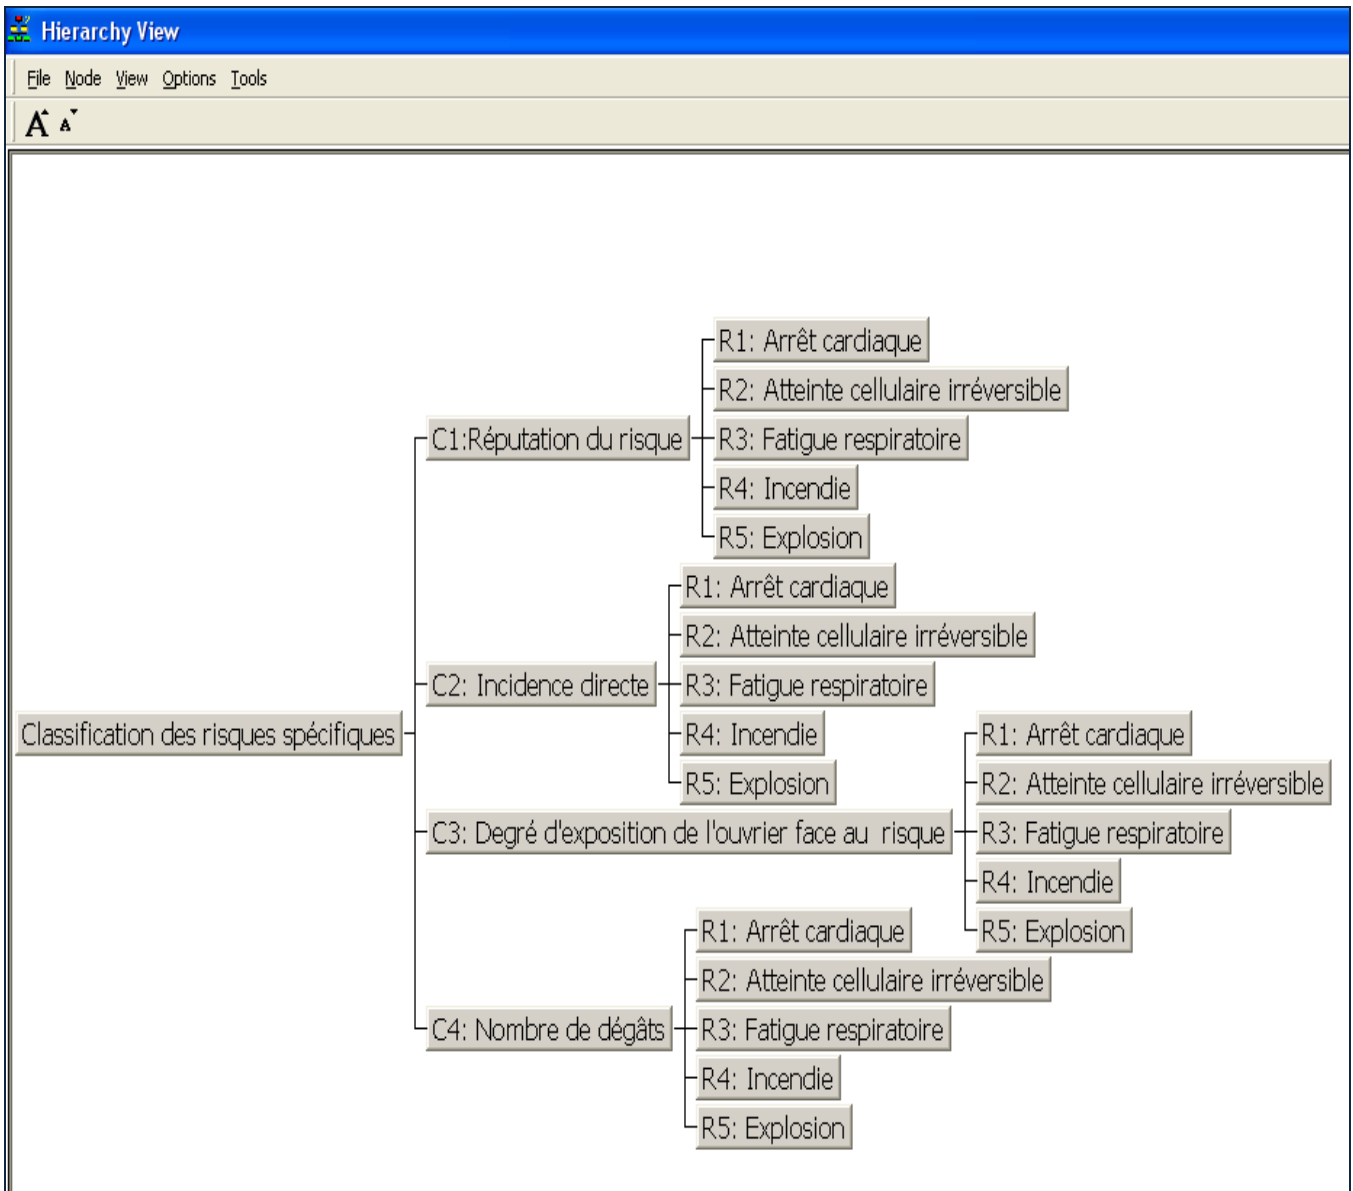 Hierarchy View
File Node View Options Tools
A A
R1: Arrêt cardiaque
R2: Atteinte cellulaire irréversible
C1:Réputation du risque
R3: Fatigue respiratoire
R4: Incendie
R5: Explosion
R1: Arrêt cardiaque
R2: Atteinte cellulaire irréversible
C2: Incidence directe
R3: Fatigue respiratoire
Classification des risques spécifiques
R4: Incendie
R5: Explosion
R1: Arrêt cardiaque
R2: Atteinte cellulaire irréversible
C3: Degré d'exposition de l'ouvrier face au  risque
R3: Fatigue respiratoire
R4: Incendie
R5: Explosion
R1: Arrêt cardiaque
R2: Atteinte cellulaire irréversible
C4: Nombre de dégâts
R3: Fatigue respiratoire
R4: Incendie
R5: Explosion